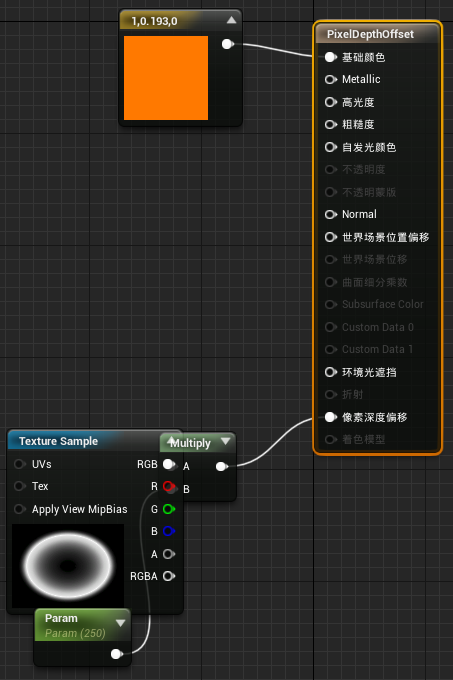 1,0.193,0
PixelDepthOffset
基础颜色
Metallic
高光度
粗糙度
自发光颜色
不透明度
不透明蒙版
Normal
世界场景位置偏移
世界场景位移
曲面细分乘数
Subsurface Color
Custom Data 0
Custom Data 1
环境光遮挡
折射
像素深度偏移
着色模型
Texture Sample
UVs
Tex
Apply View MipBias
RGB
R
G
B
A
RGBA
Multiply
A
B
Param
Param (250)